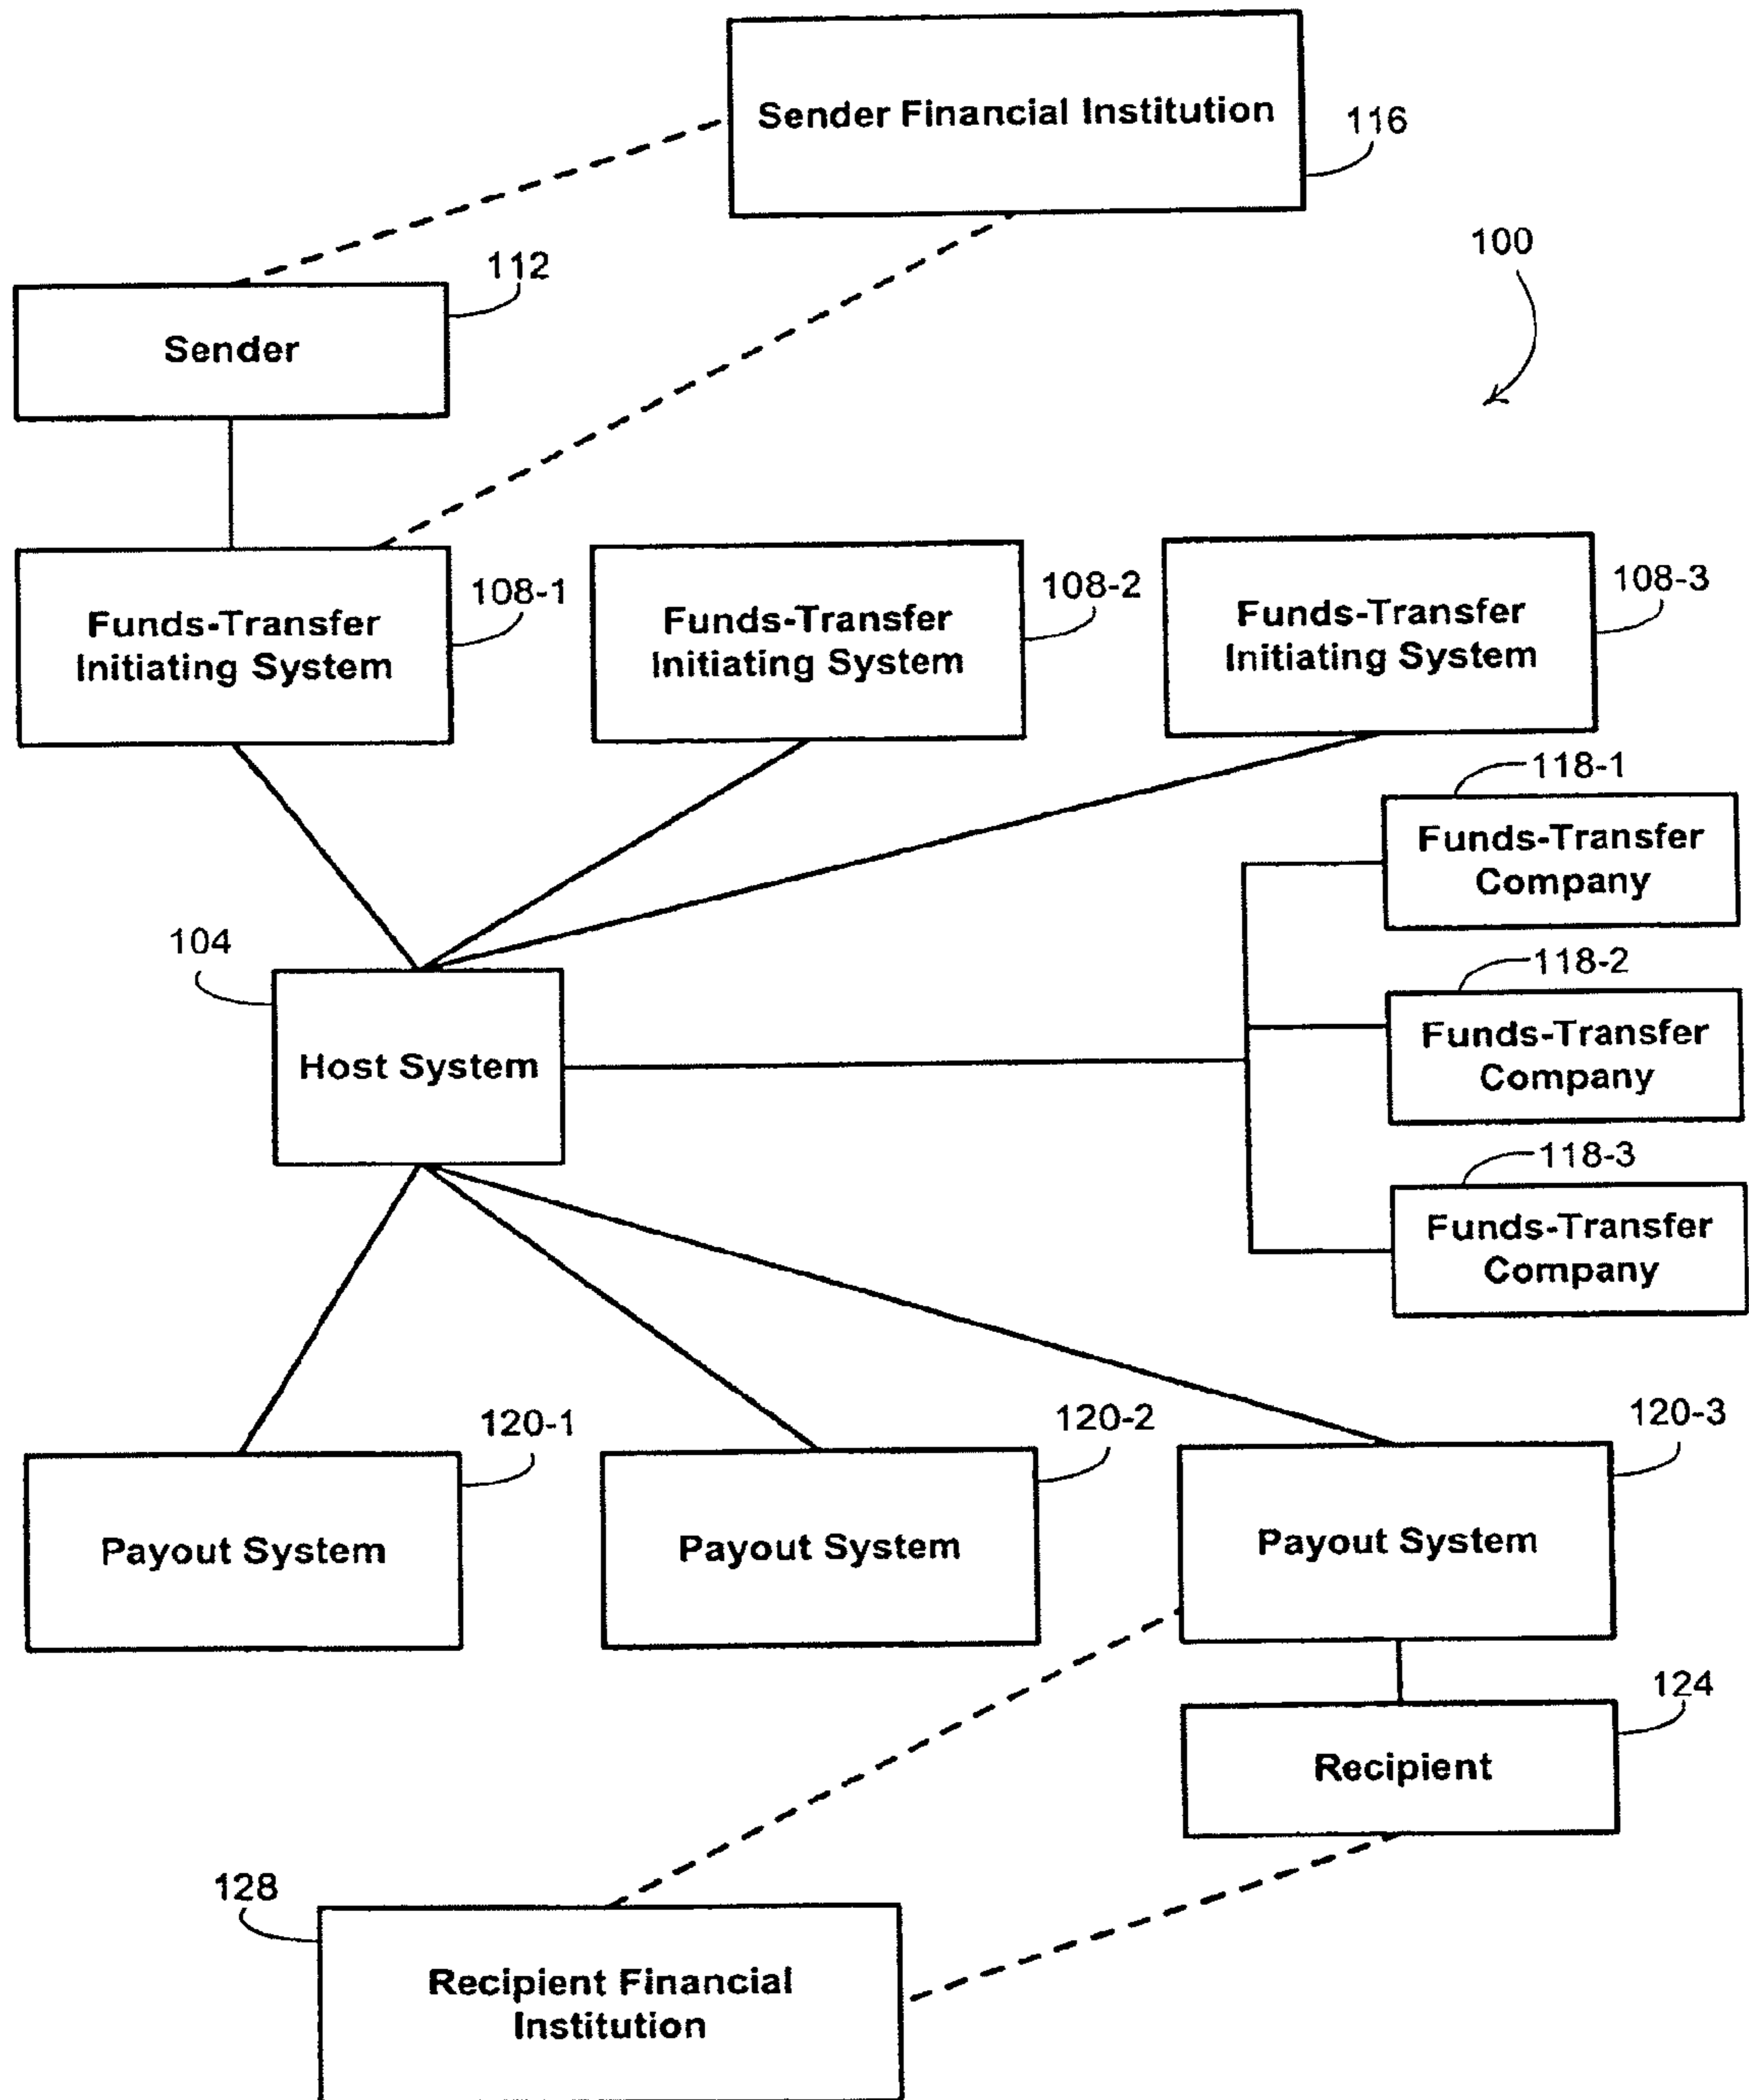 Sender Financial Institution
116
100
112
Sender
108-1
108-2
108-3
Funds-Transfer
Initiating System
Funds-Transfer
Initiating System
Funds-Transfer
Initiating System
118-1
Funds-Transfer
Company
104
118-2
Host System
Funds-Transfer
Company
118-3
Funds-Transfer
Company
120-1
120-2
120-3
Payout System
Payout System
Payout System
124
Recipient
128
Recipient Financial
Institution